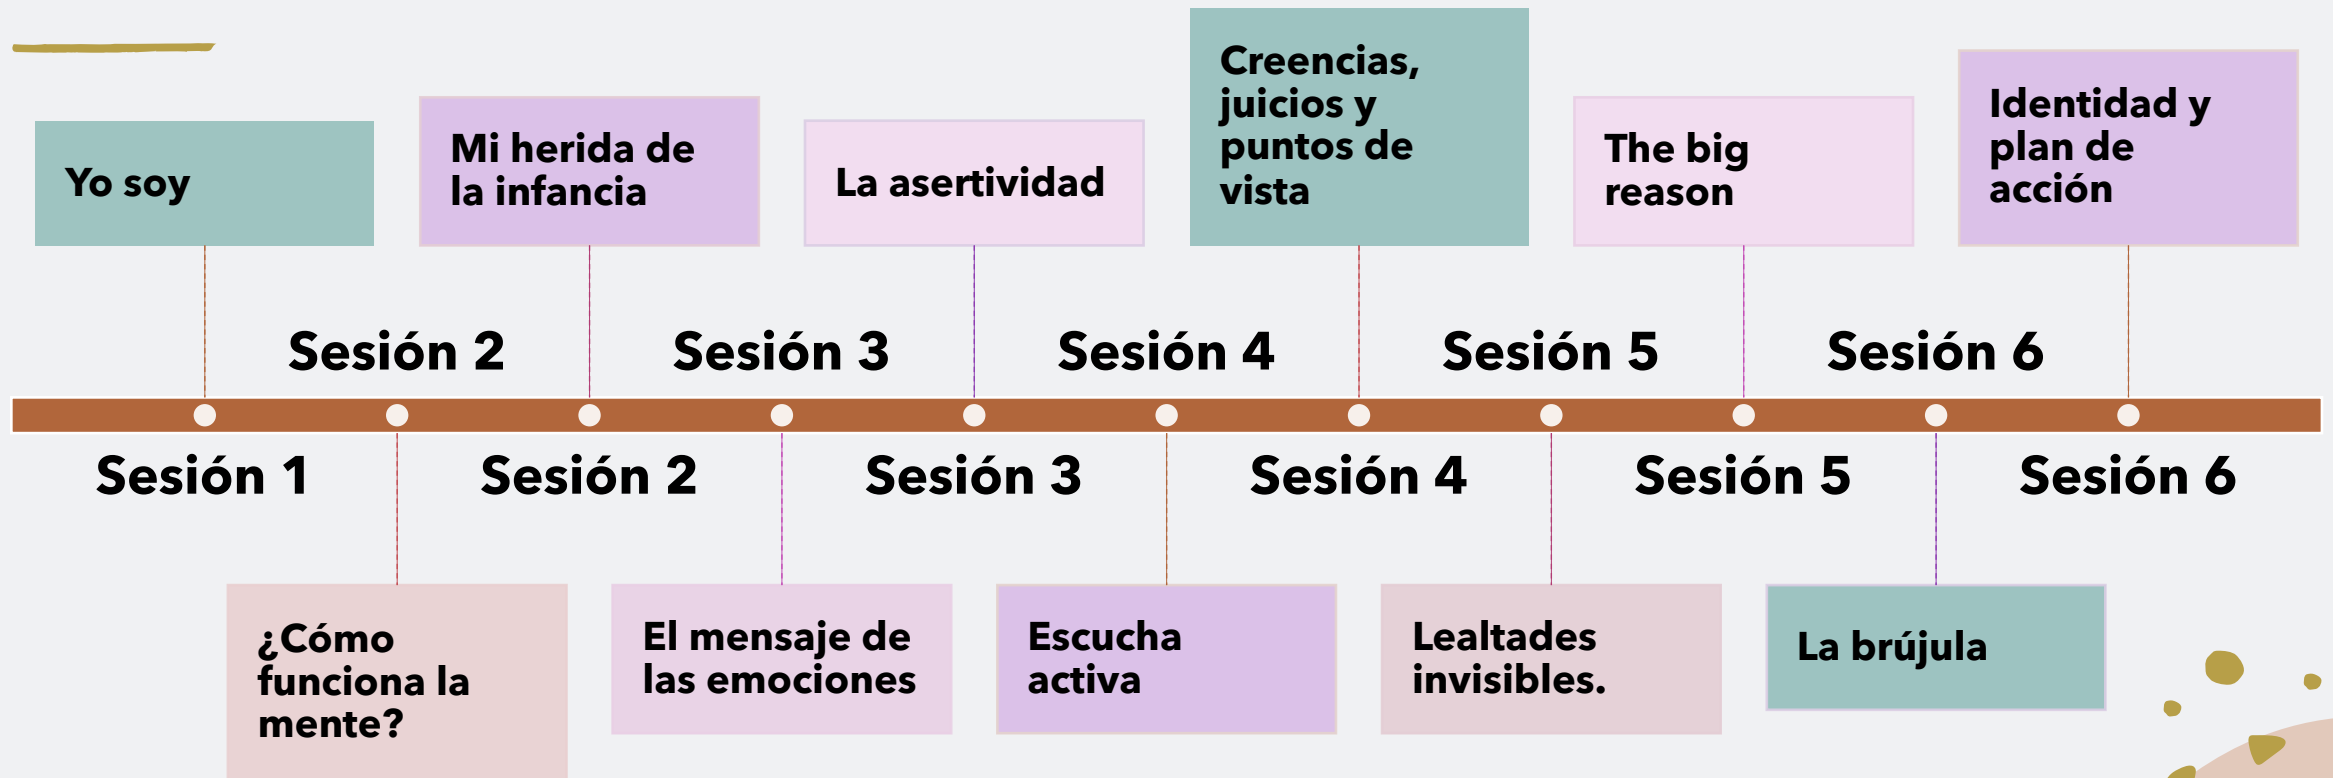 Yo soy
Mi herida de
la infancia
La asertividad
Creencias,
juicios y
puntos de
vista
The big
reason
Identidad y
plan de
acción
Sesión 2
Sesión 3
Sesión 4
Sesión 5
Sesión 6
Sesión 1
Sesión 2
Sesión 3
Sesión 4
Sesión 5
Sesión 6
¿Cómo
funciona la
mente?
El mensaje de
las emociones
Escucha
activa
Lealtades
invisibles.
La brújula